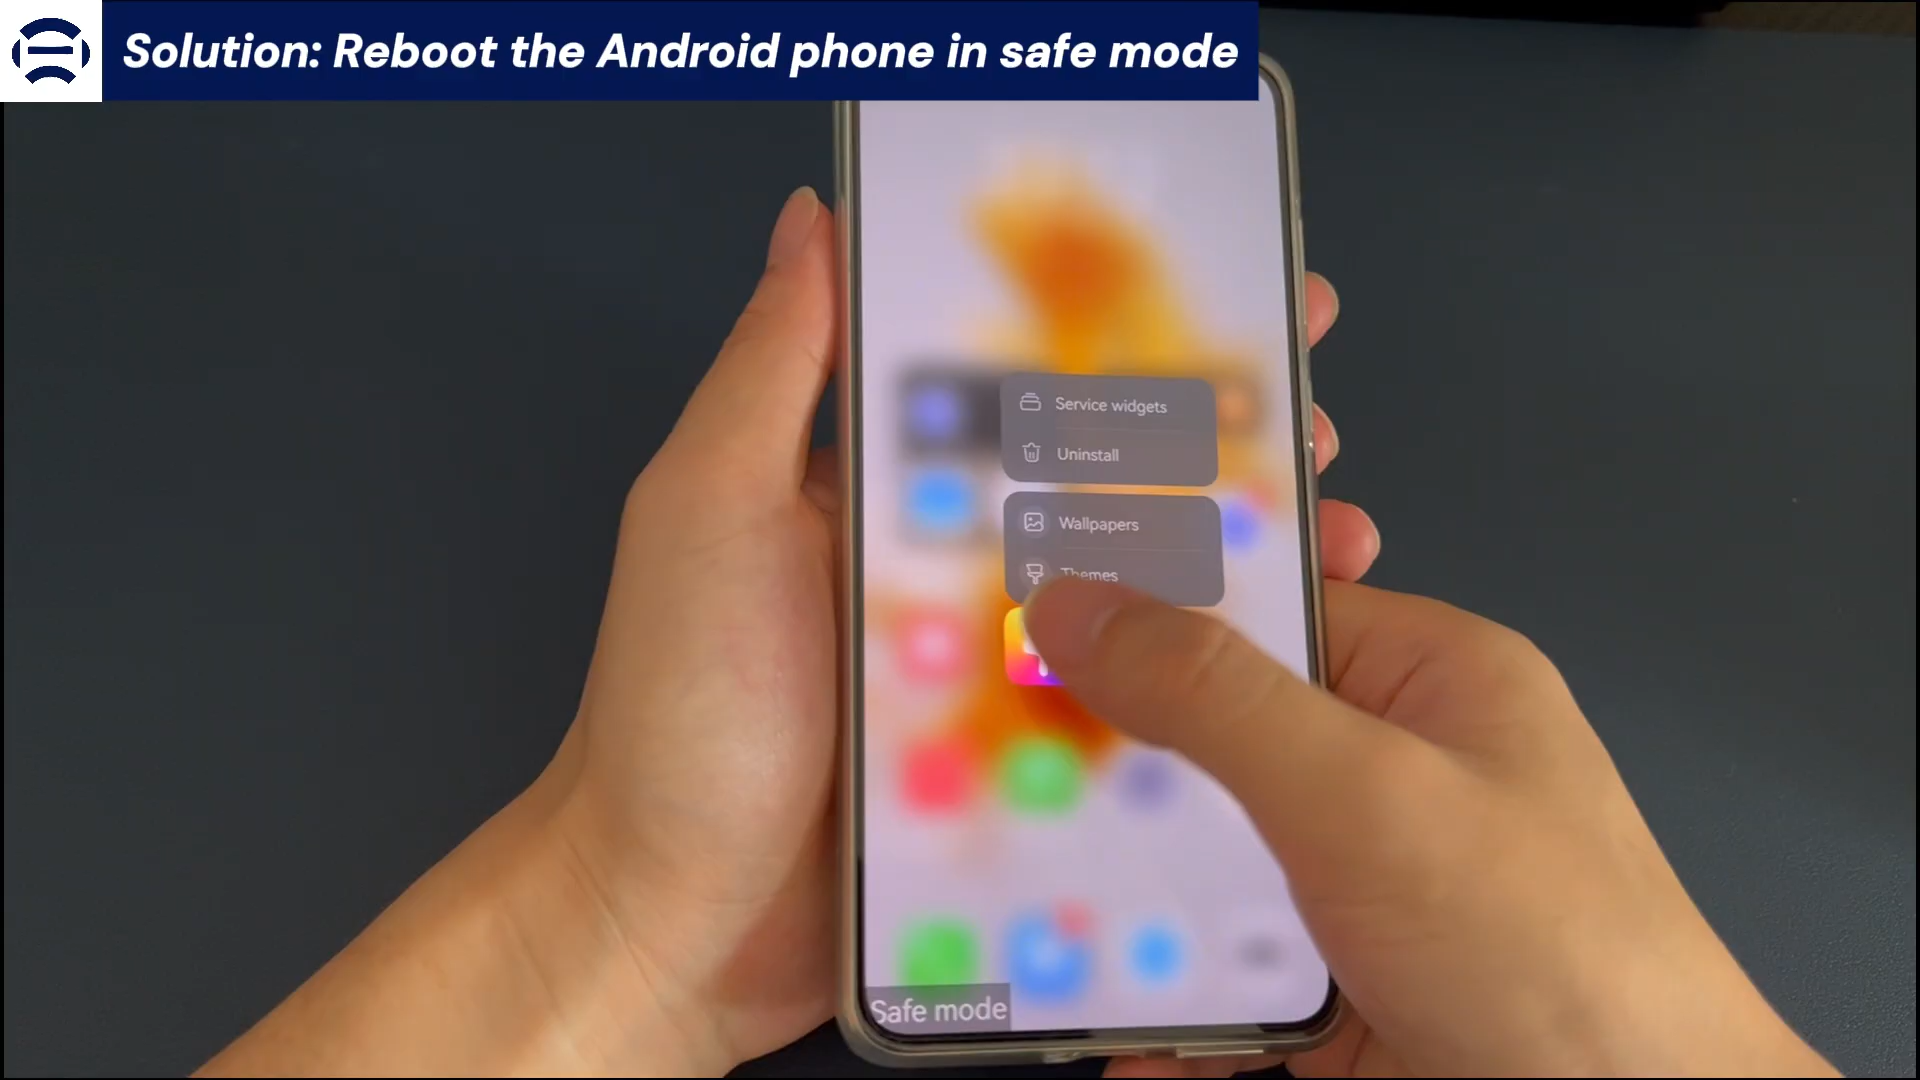 Solution: Reboot the Android phone in safe mode
Service widgets
Uninstall
Wallpapers
Themes
Safe mode